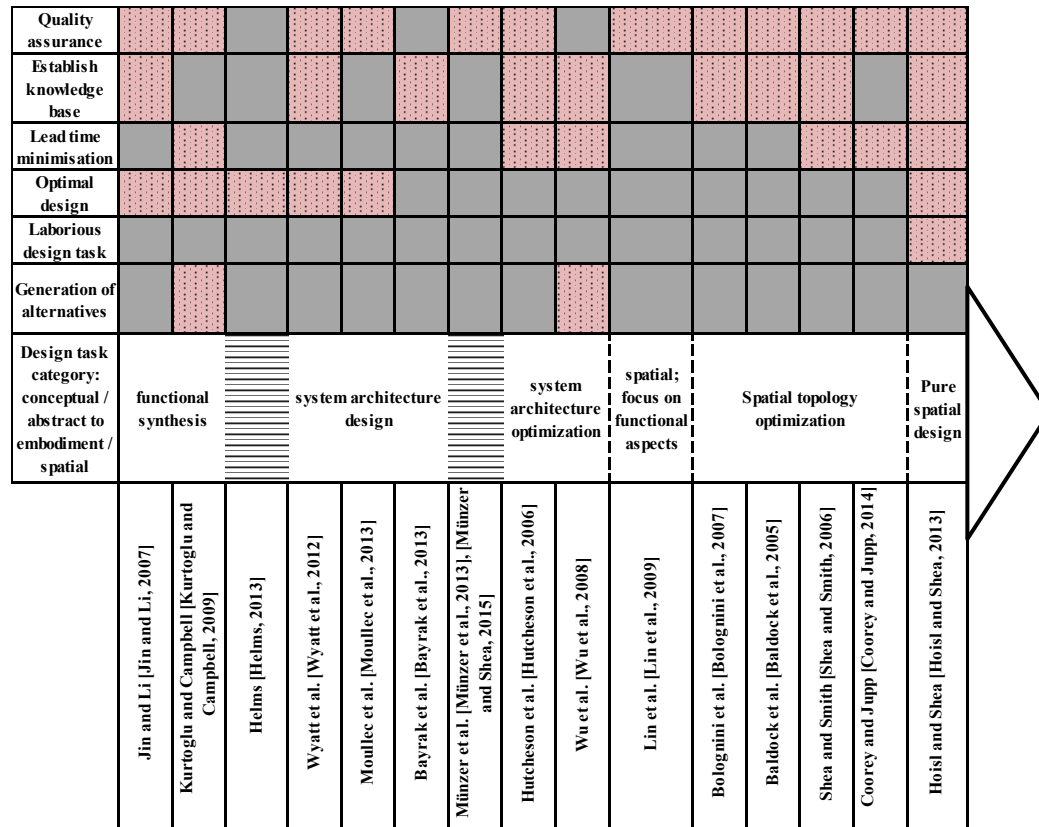 Quality
assurance
Establish
knowledge
base
Lead time
minimisation
Optimal
design
Laborious
design task
Generation of
alternatives
Design task
category:
conceptual /
abstract to
embodiment /
spatial
functional
synthesis
system architecture
design
system
architecture
optimization
spatial;
focus on
functional
aspects
Spatial topology
optimization
Pure
spatial
design
Jin and Li [Jin and Li, 2007]
Kurtoglu and Campbell [Kurtoglu and
Campbell, 2009]
Helms [Helms, 2013]
Wyatt et al. [Wyatt et al., 2012]
Moullec et al. [Moullec et al., 2013]
Bayrak et al. [Bayrak et al., 2013]
Münzer et al. [Münzer et al., 2013], [Münzer
and Shea, 2015]
Hutcheson et al. [Hutcheson et al., 2006]
Wu et al. [Wu et al., 2008]
Lin et al. [Lin et al., 2009]
Bolognini et al. [Bolognini et al., 2007]
Baldock et al. [Baldock et al., 2005]
Shea and Smith [Shea and Smith, 2006]
Coorey and Jupp [Coorey and Jupp, 2014]
Hoisl and Shea [Hoisl and Shea, 2013]